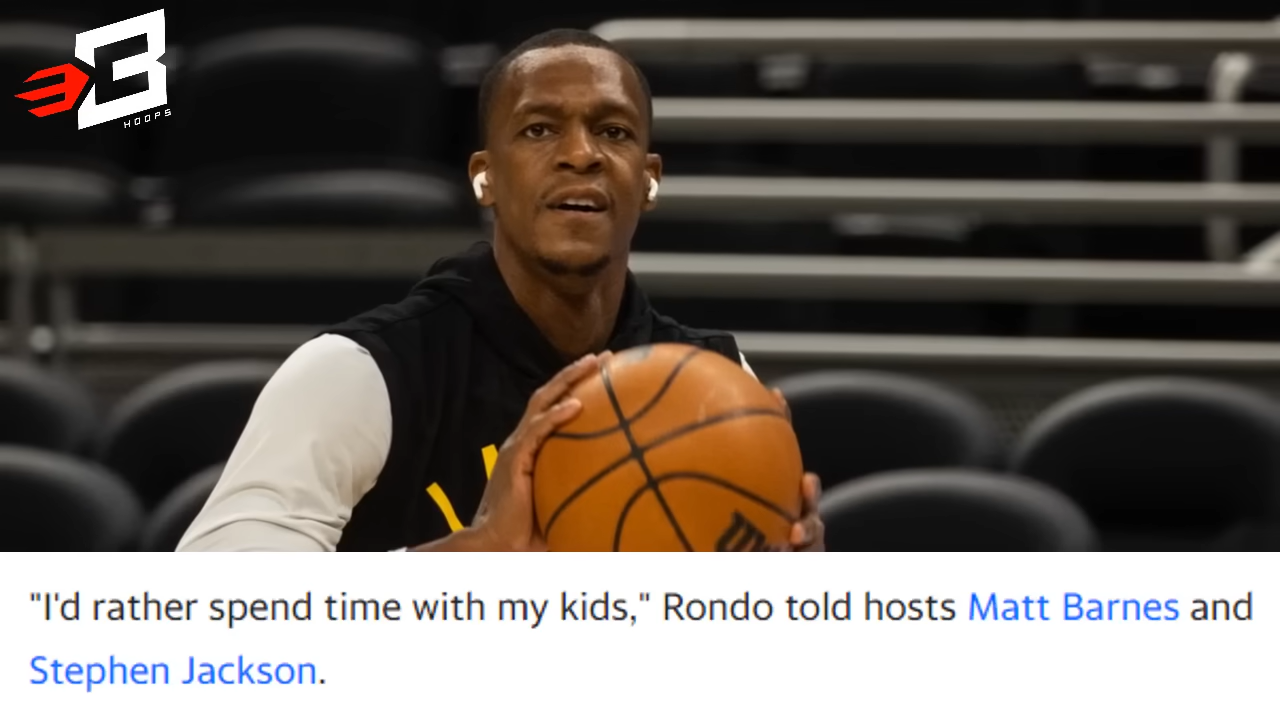 B
HOOPS
"I'd rather spend time with my kids," Rondo told hosts Matt Barnes and
Stephen Jackson.